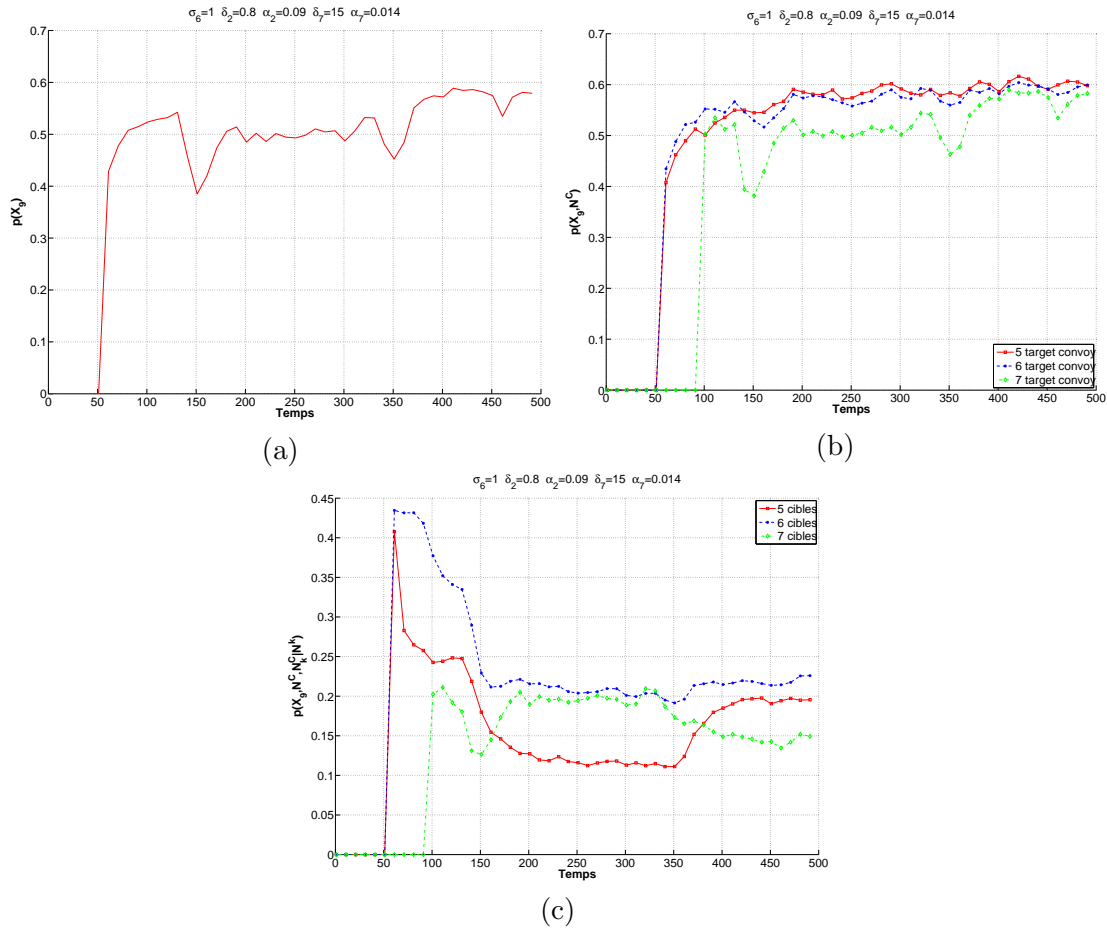 σ6=1 δ2=0.8 α2=0.09 δ7=15 α7=0.014
0.7
0.6
0.5
0.4
0.3
0.2
0.1
0
p(X9)
0 50 100 150 200 250 300 350 400 450 500
Temps
(a)
σ6=1 δ2=0.8 α2=0.09 δ7=15 α7=0.014
0.7
0.6
0.5
0.4
0.3
0.2
0.1
0
p(X9,N^C)
5 target convoy
6 target convoy
7 target convoy
0 50 100 150 200 250 300 350 400 450 500
Temps
(b)
σ6=1 δ2=0.8 α2=0.09 δ7=15 α7=0.014
0.45
0.4
0.35
0.3
0.25
0.2
0.15
0.1
0.05
0
p(X9,N^C,N_k^C|N^k)
5 cibles
6 cibles
7 cibles
0 50 100 150 200 250 300 350 400 450 500
Temps
(c)